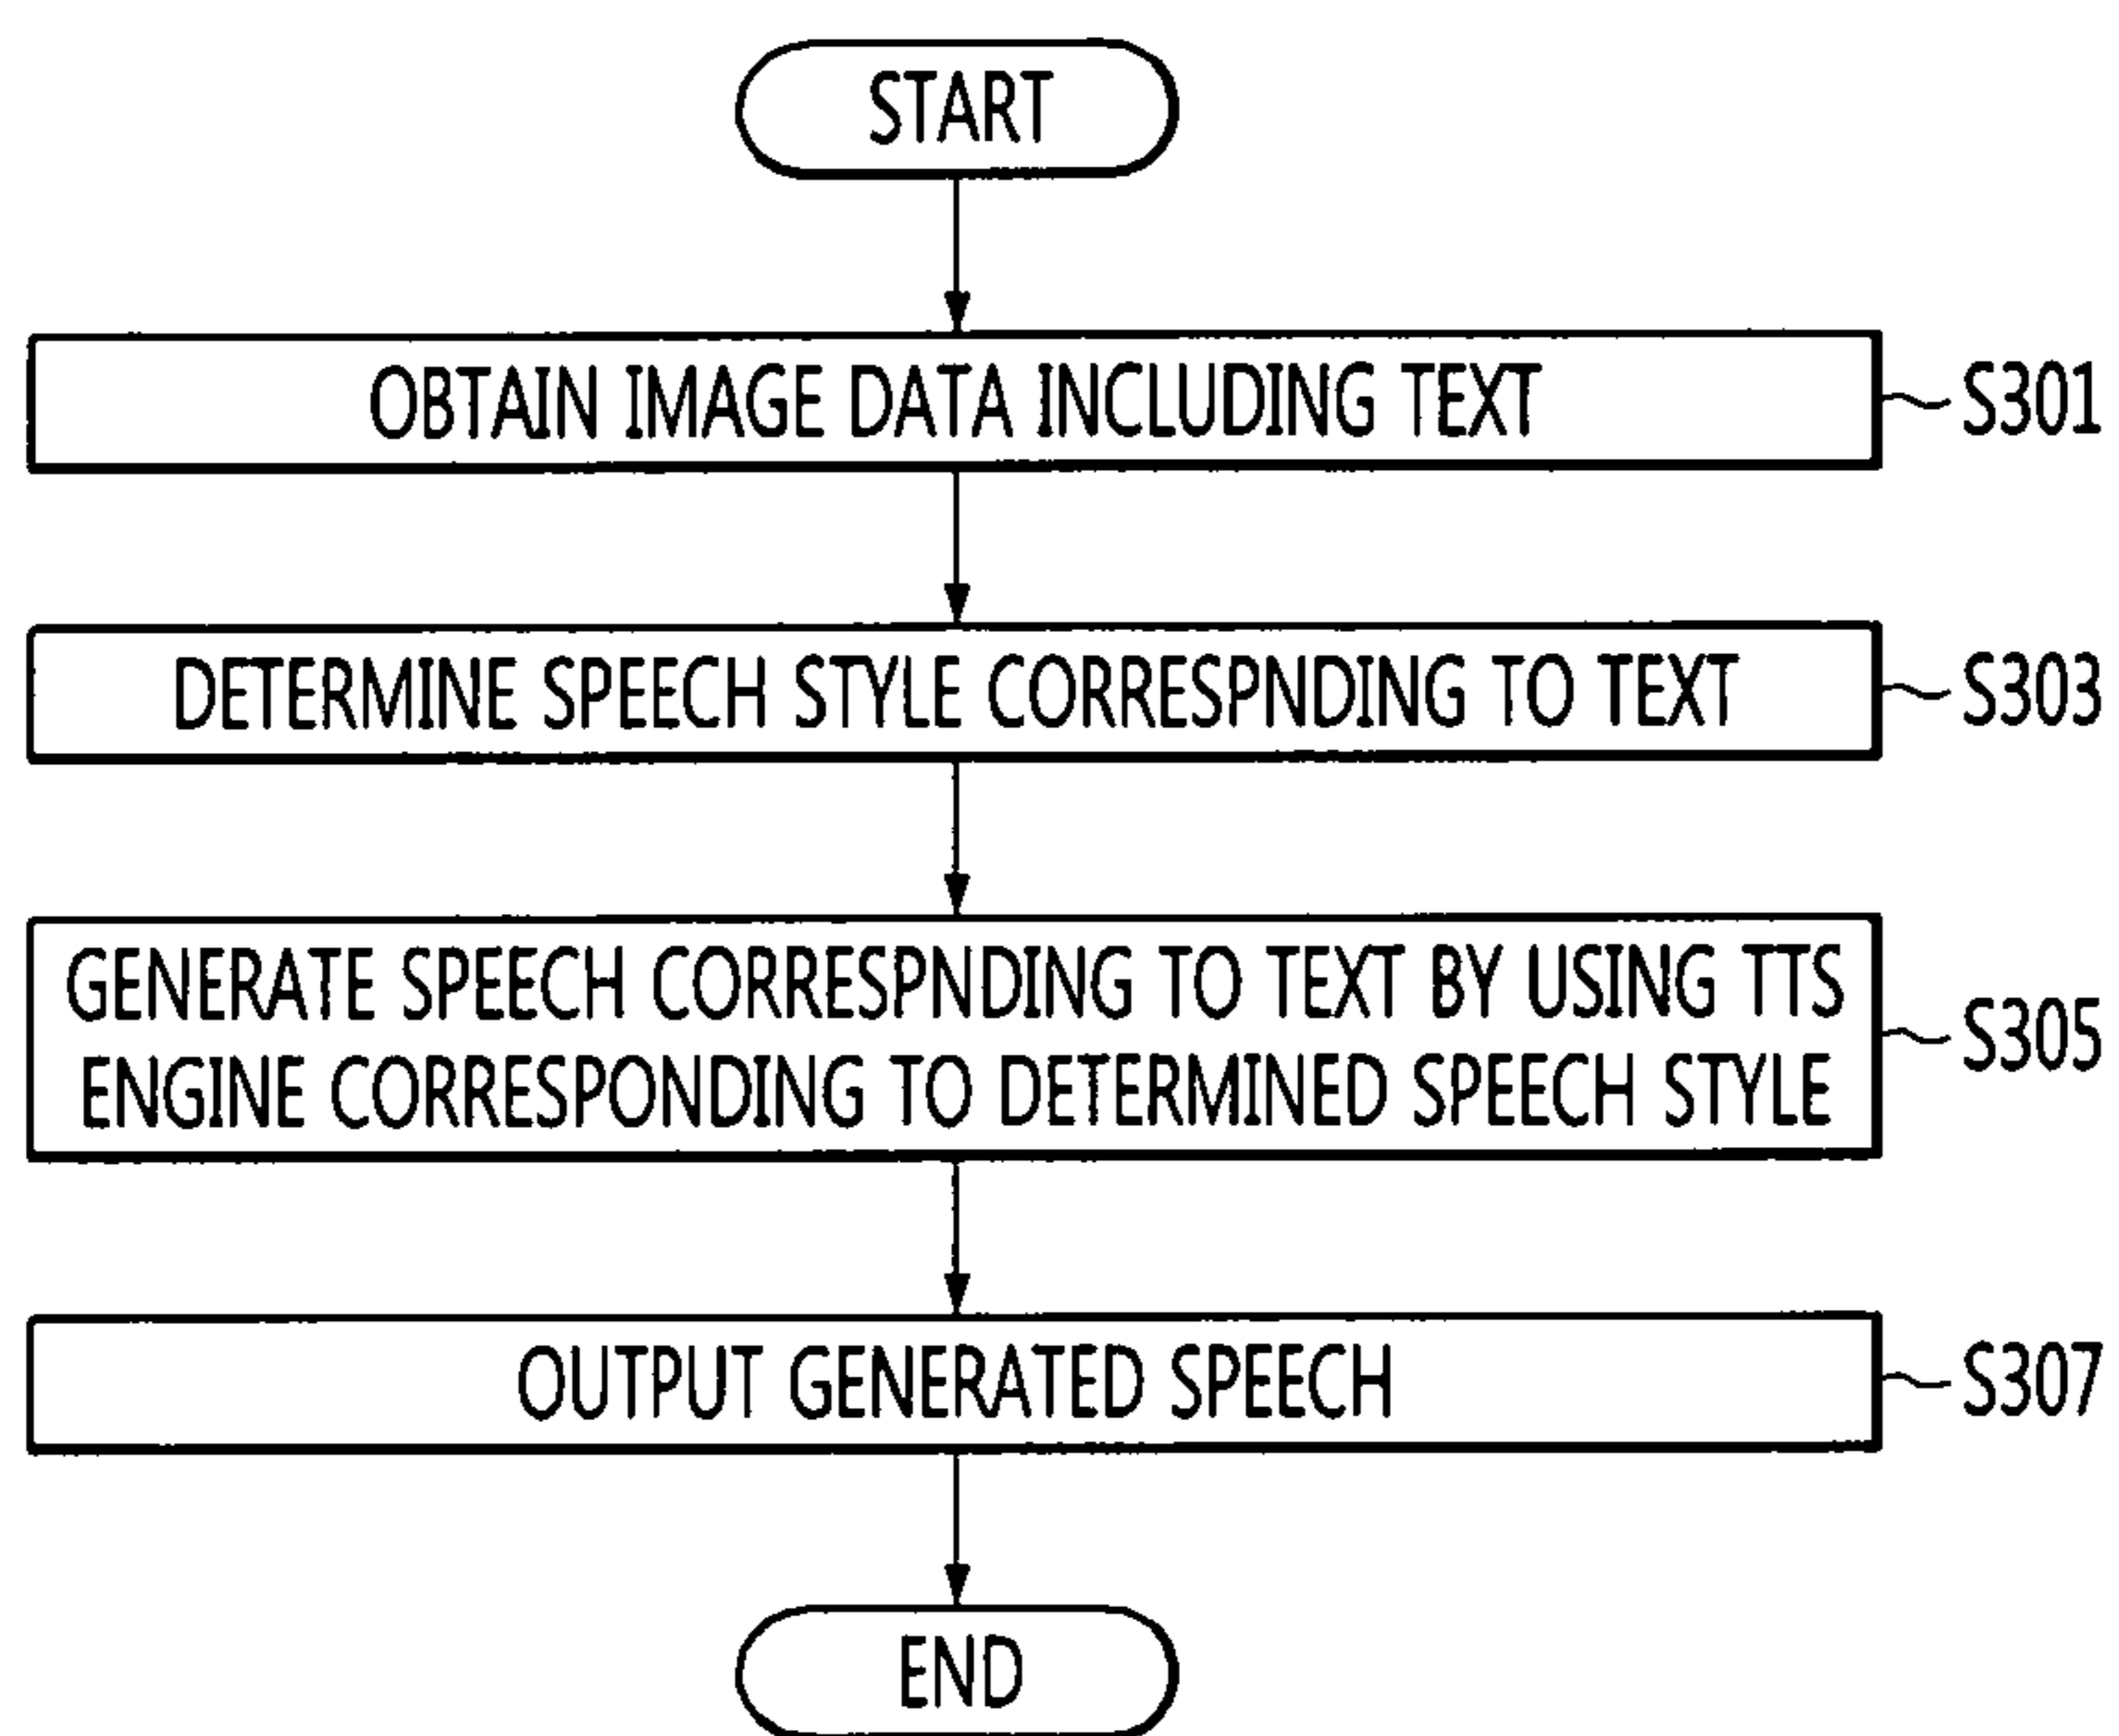 START
OBTAIN IMAGE DATA INCLUDING TEXT
S301
DETERMINE SPEECH STYLE CORRESPNDING TO TEXT
S303
GENERATE SPEECH CORRESPNDING TO TEXT BY USING TTS
ENGINE CORRESPONDING TO DETERMINED SPEECH STYLE
S305
OUTPUT GENERATED SPEECH
S307
END